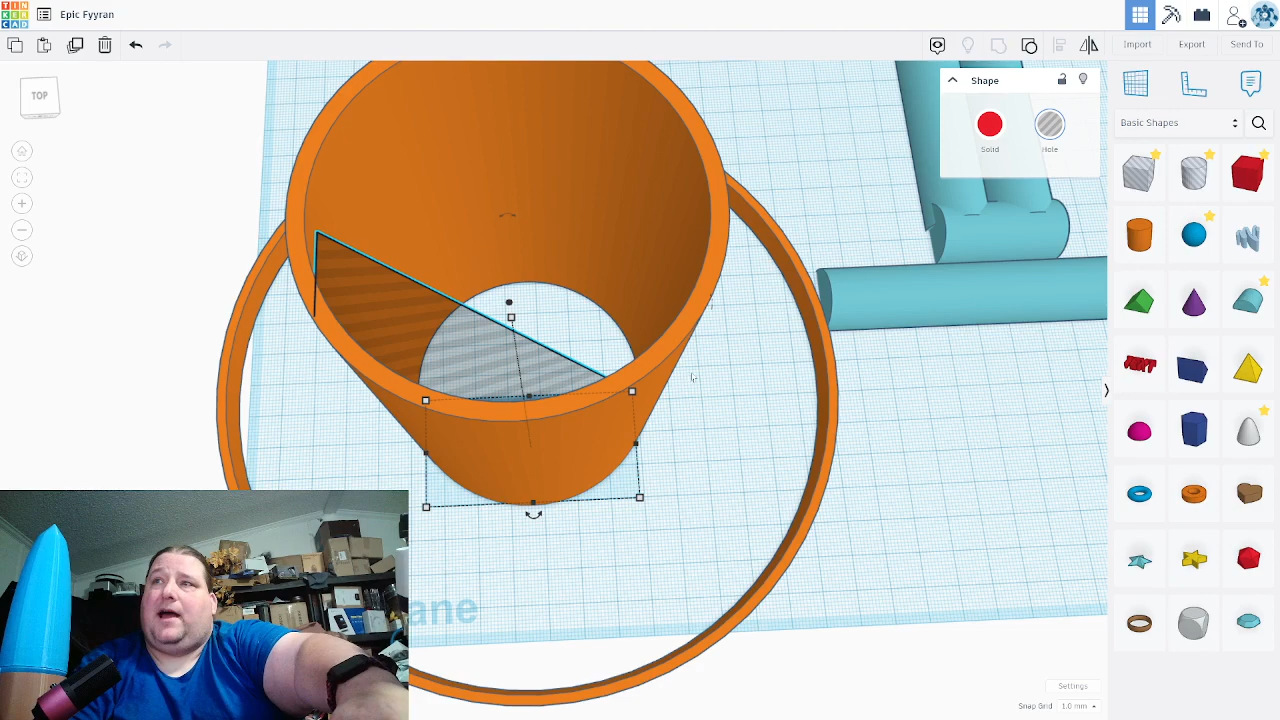 TIN
KER
CAD
Epic Fyyran
Import
Export
Send To
TOP
Shape
Solid
Hole
Basic Shapes
TEXT
ane
Settings
Snap Grid 1.0 mm